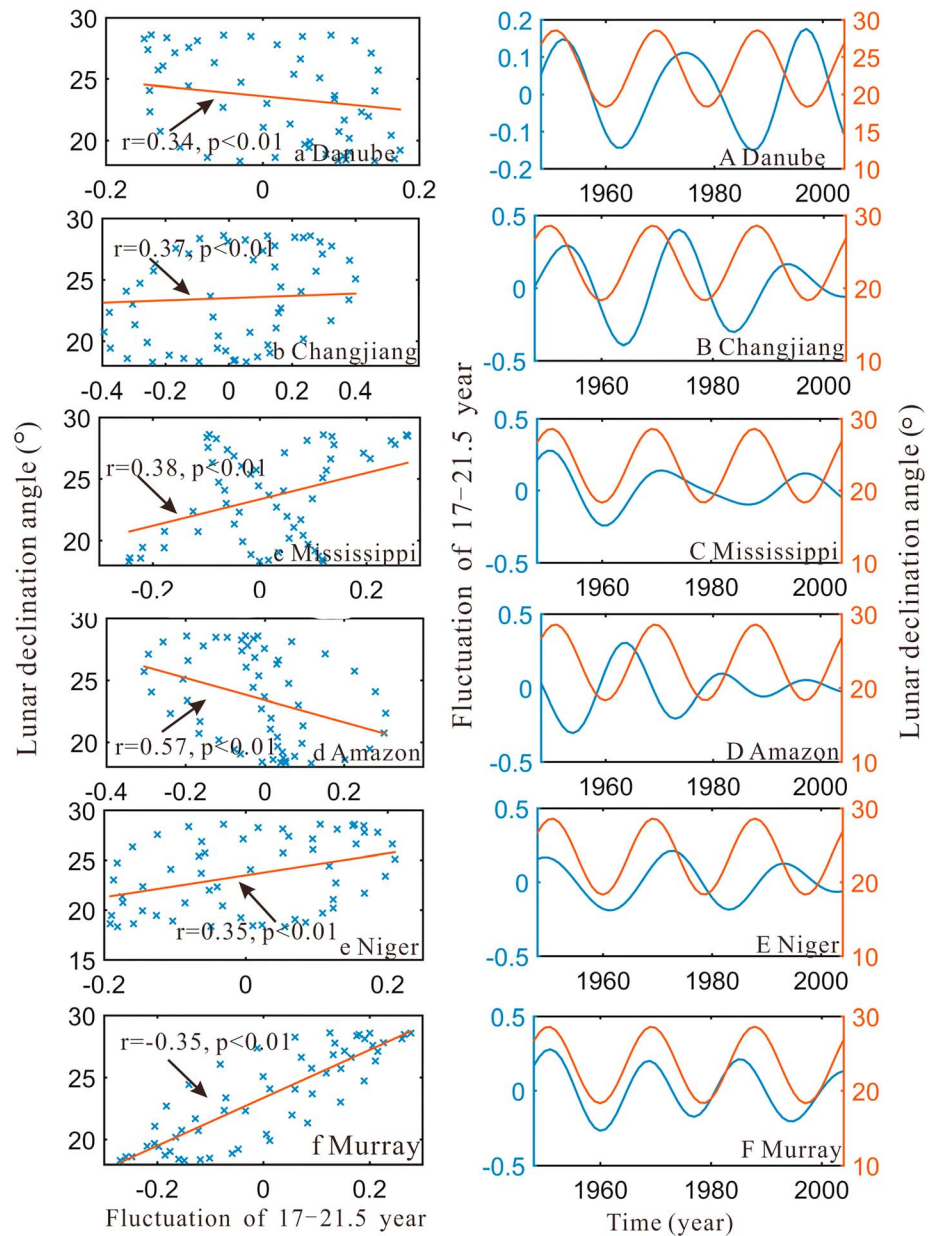 30
25
20
r=0.34, p<0.01
a Danube
-0.2 0 0.2
0.2
0.1
0
-0.1
-0.2
30
25
20
15
10
A Danube
1960 1980 2000
30
25
20
r=0.37, p<0.01
b Changjiang
-0.4 -0.2 0 0.2 0.4
0.5
0
-0.5
30
20
10
B Changjiang
1960 1980 2000
30
25
20
r=0.38, p<0.01
c Mississippi
-0.2 0 0.2
0.5
0
-0.5
30
20
10
C Mississippi
1960 1980 2000
30
25
20
r=0.57, p<0.01
d Amazon
-0.4 -0.2 0 0.2
0.5
0
-0.5
30
20
10
D Amazon
1960 1980 2000
30
25
20
15
r=0.35, p<0.01
e Niger
-0.2 0 0.2
0.5
0
-0.5
30
20
10
E Niger
1960 1980 2000
30
25
20
r=-0.35, p<0.01
f Murray
-0.2 0 0.2
0.5
0
-0.5
30
20
10
F Murray
1960 1980 2000
Lunar declination angle (°)
Fluctuation of 17-21.5 year
Fluctuation of 17-21.5 year
Time (year)
Lunar declination angle (°)